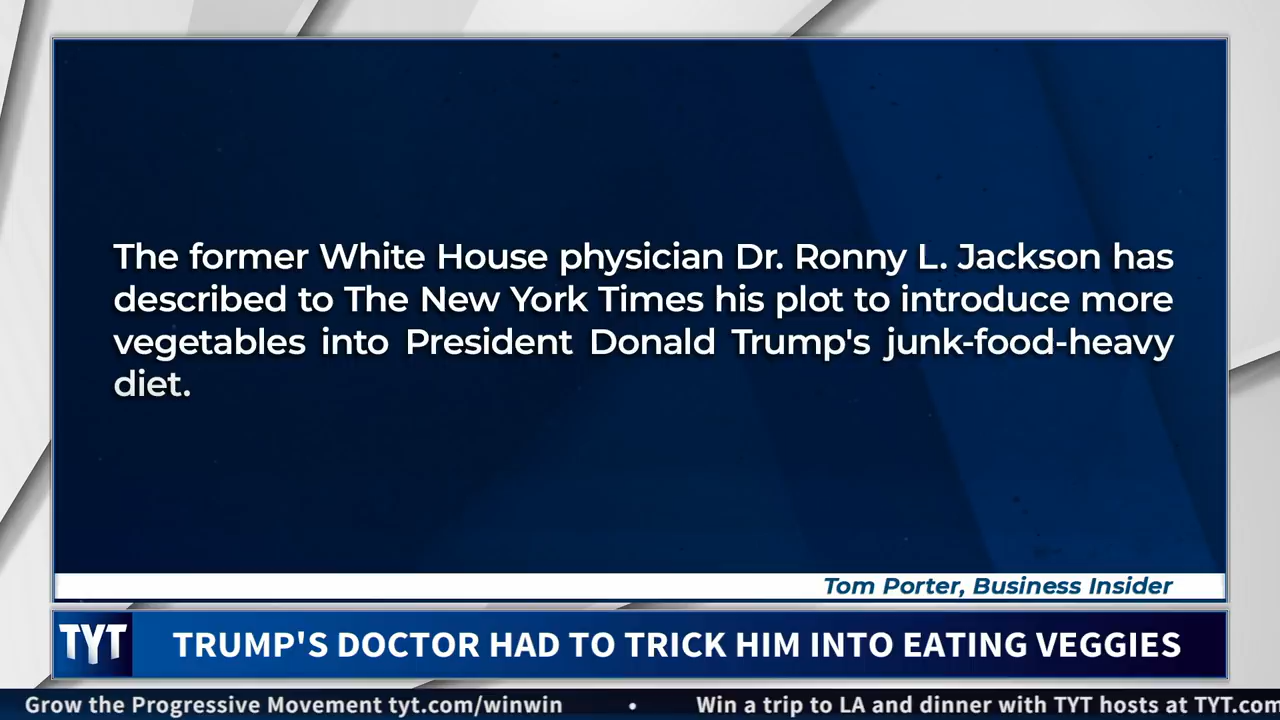 The former White House physician Dr. Ronny L. Jackson has
described to The New York Times his plot to introduce more
vegetables into President Donald Trump's junk-food-heavy
diet.
Tom Porter, Business Insider
TYT TRUMP'S DOCTOR HAD TO TRICK HIM INTO EATING VEGGIES
Grow the Progressive Movement tyt.com/winwin • Win a trip to LA and dinner with TYT hosts at TYT.com